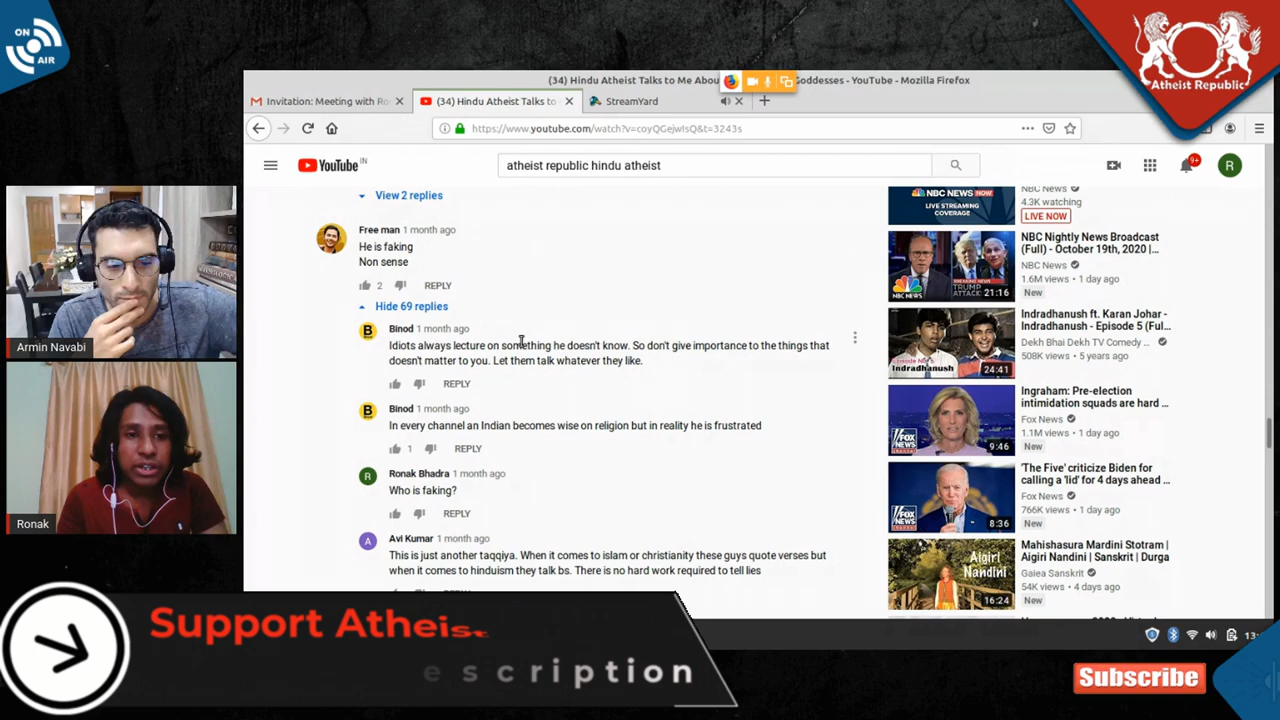 ON
AIR
Atheist Republic
(34) Hindu Atheist Talks to Me Abou
Goddesses - YouTube - Mozilla Firefox
Invitation: Meeting with Ro
(34) Hindu Atheist Talks to
StreamYard
https://www.youtube.com/watch?v=coyQGejwIsQ&t=3243s
YouTube IN
atheist republic hindu atheist
9+
R
View 2 replies
Free man 1 month ago
He is faking
Non sense
2 REPLY
Hide 69 replies
B
Binod 1 month ago
Idiots always lecture on something he doesn't know. So don't give importance to the things that
doesn't matter to you. Let them talk whatever they like.
REPLY
B
Binod 1 month ago
In every channel an Indian becomes wise on religion but in reality he is frustrated
1 REPLY
R
Ronak Bhadra 1 month ago
Who is faking?
REPLY
A
Avi Kumar 1 month ago
This is just another taqqiya. When it comes to islam or christianity these guys quote verses but
when it comes to hinduism they talk bs. There is no hard work required to tell lies
NBC NEWS NOW
LIVE STREAMING
COVERAGE
NBC News
4.3K watching
LIVE NOW
TRUMP ATTACK
21:16
NBC Nightly News Broadcast
(Full) - October 19th, 2020 |...
NBC News
1.6M views • 1 day ago
New
Indradhanush
24:41
Indradhanush ft. Karan Johar -
Indradhanush - Episode 5 (Ful...
Dekh Bhai Dekh TV Comedy ...
508K views • 5 years ago
FOX
NEWS
9:46
Ingraham: Pre-election
intimidation squads are hard ...
Fox News
1.1M views • 1 day ago
New
FOX
NEWS
8:36
'The Five' criticize Biden for
calling a 'lid' for 4 days ahead ...
Fox News
766K views • 1 day ago
New
Aigiri
Nandini
16:24
Mahishasura Mardini Stotram |
Aigiri Nandini | Sanskrit | Durga
Gaiea Sanskrit
54K views • 4 days ago
New
Armin Navabi
Ronak
Support Atheis
escription
13:
Subscribe